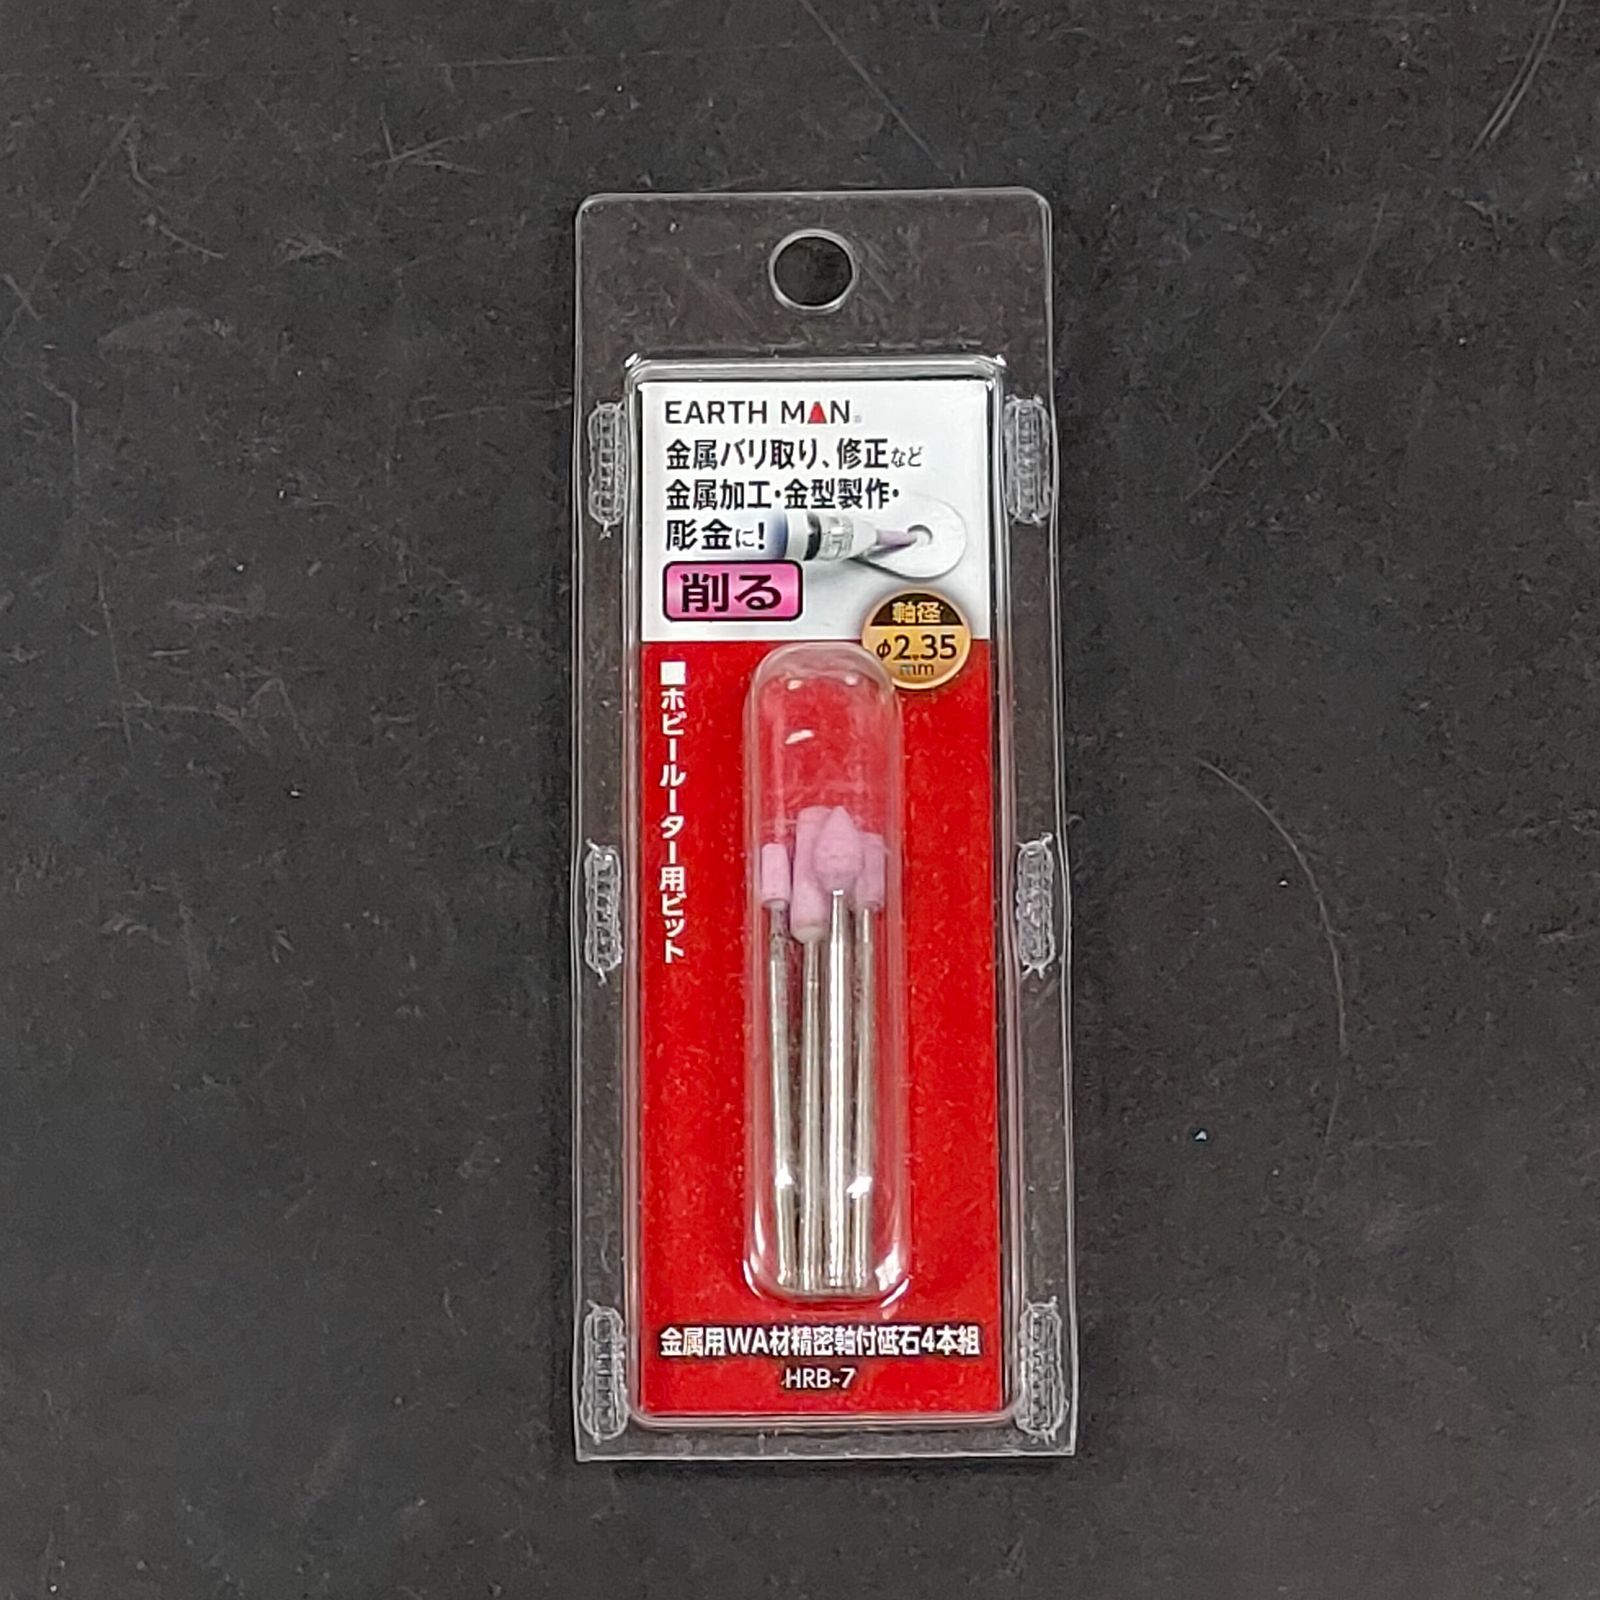 EARTH MAN®
金属バリ取り、修正など
金属加工・金型製作・
彫金に!
削る
軸径
φ2.35
mm
■ホビールーター用ビット
金属用WA材精密軸付砥石4本組
HRB-7